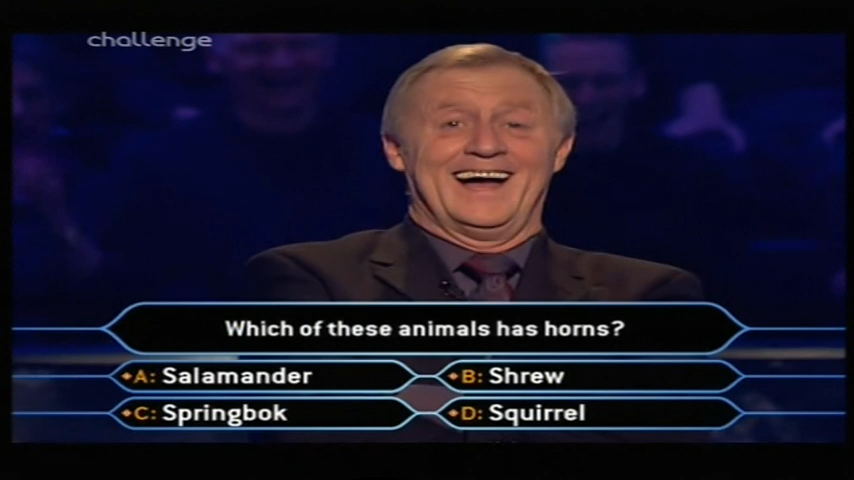 challenge
Which of these animals has horns?
A: Salamander
B: Shrew
C: Springbok
D: Squirrel